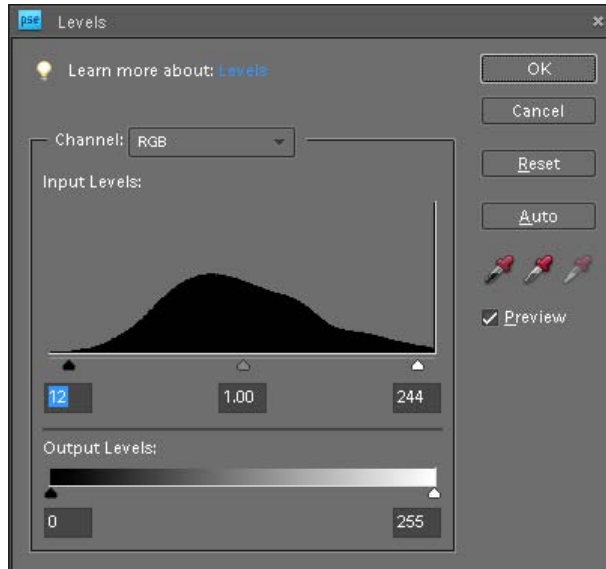 pse Levels
Learn more about: Levels
OK
Cancel
Channel: RGB
Reset
Input Levels:
Auto
Preview
12 1.00 244
Output Levels:
0 255